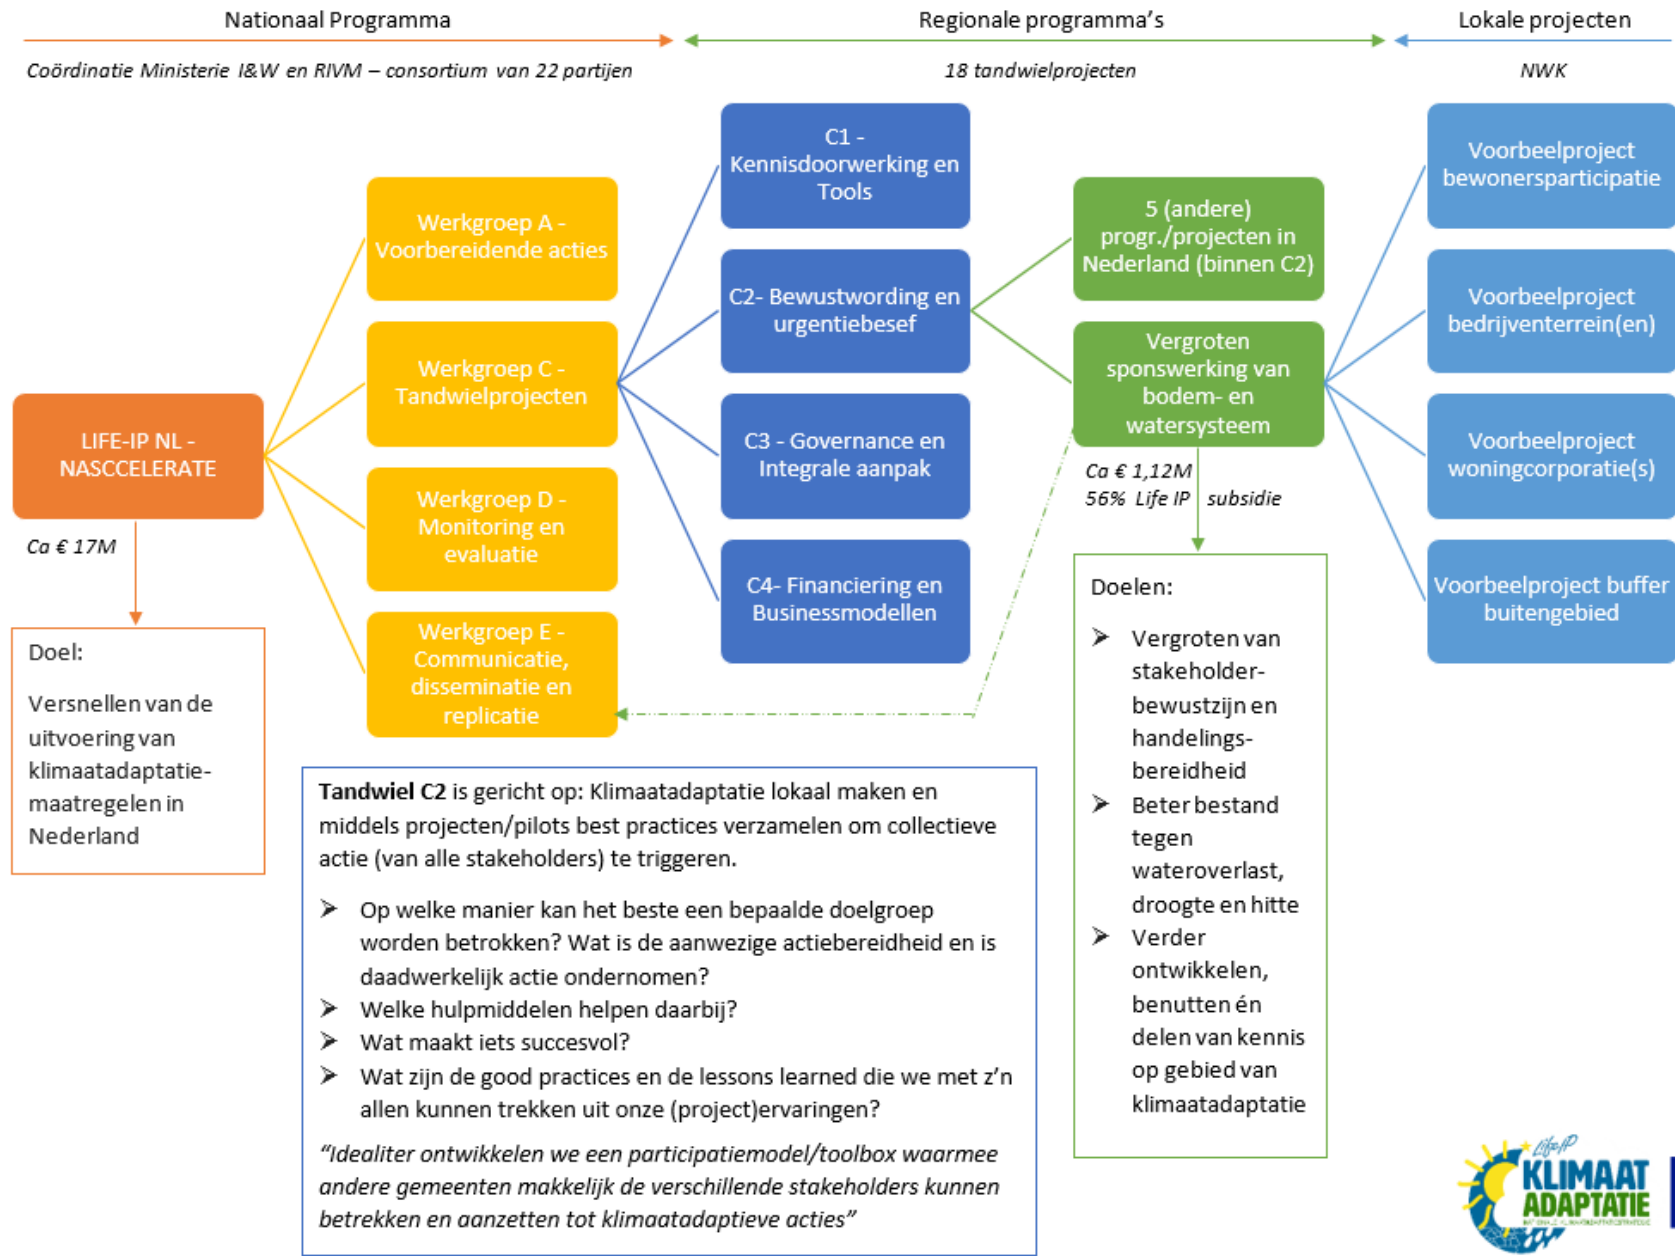 Nationaal Programma
Regionale programma's
Lokale projecten
Coördinatie Ministerie I&W en RIVM – consortium van 22 partijen
18 tandwielprojecten
NWK
LIFE-IP NL -
NASCCELERATE
Ca € 17M
Doel:
Versnellen van de
uitvoering van
klimaatadaptatie-
maatregelen in
Nederland
Werkgroep A -
Voorbereidende acties
Werkgroep C -
Tandwielprojecten
Werkgroep D -
Monitoring en
evaluatie
Werkgroep E -
Communicatie,
disseminatie en
replicatie
C1 -
Kennisdoorwerking en
Tools
C2- Bewustwording en
urgentiebesef
C3 - Governance en
Integrale aanpak
C4- Financiering en
Businessmodellen
5 (andere)
progr./projecten in
Nederland (binnen C2)
Vergroten
sponswerking van
bodem- en
watersysteem
Ca € 1,12M
56% Life IP subsidie
Doelen:
➢ Vergroten van
stakeholder-
bewustzijn en
handelings-
bereidheid
➢ Beter bestand
tegen
wateroverlast,
droogte en hitte
➢ Verder
ontwikkelen,
benutten én
delen van kennis
op gebied van
klimaatadaptatie
Voorbeelproject
bewonersparticipatie
Voorbeelproject
bedrijventerrein(en)
Voorbeelproject
woningcorporatie(s)
Voorbeelproject buffer
buitengebied
Tandwiel C2 is gericht op: Klimaatadaptatie lokaal maken en
middels projecten/pilots best practices verzamelen om collectieve
actie (van alle stakeholders) te triggeren.
➢ Op welke manier kan het beste een bepaalde doelgroep
worden betrokken? Wat is de aanwezige actiebereidheid en is
daadwerkelijk actie ondernomen?
➢ Welke hulpmiddelen helpen daarbij?
➢ Wat maakt iets succesvol?
➢ Wat zijn de good practices en de lessons learned die we met z'n
allen kunnen trekken uit onze (project)ervaringen?
"Idealiter ontwikkelen we een participatiemodel/toolbox waarmee
andere gemeenten makkelijk de verschillende stakeholders kunnen
betrekken en aanzetten tot klimaatadaptieve acties"
Life IP
KLIMAAT
ADAPTATIE
NATIONALE KLIMAATADAPTATIESTRATEGIE